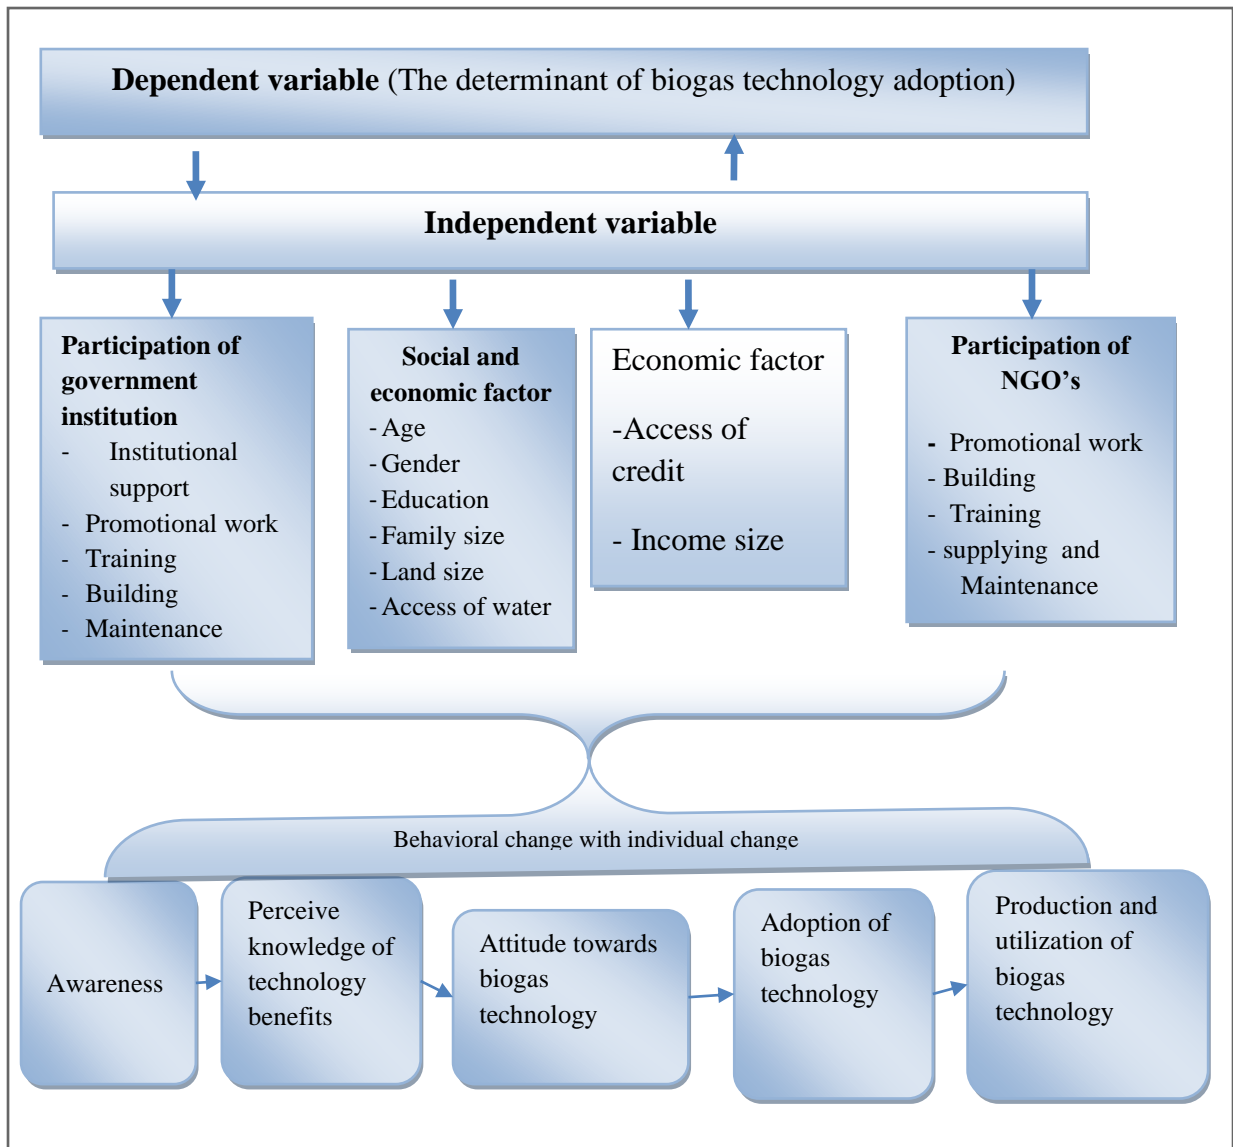 Dependent variable (The determinant of biogas technology adoption)
Independent variable
Participation of
government
institution
- Institutional
support
- Promotional work
- Training
- Building
- Maintenance
Social and
economic factor
- Age
- Gender
- Education
- Family size
- Land size
- Access of water
Economic factor
-Access of
credit
- Income size
Participation of
NGO’s
- Promotional work
- Building
- Training
- supplying and
Maintenance
Behavioral change with individual change
Awareness
Perceive
knowledge of
technology
benefits
Attitude towards
biogas
technology
Adoption of
biogas
technology
Production and
utilization of
biogas
technology